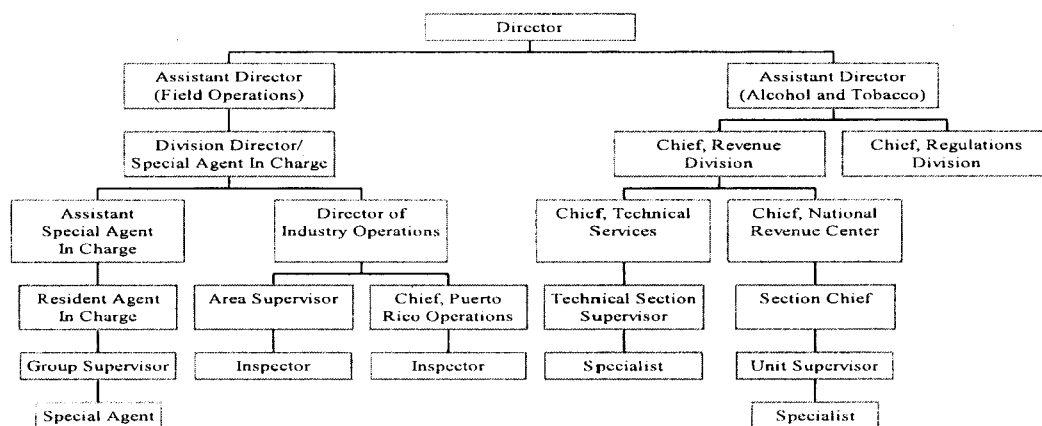 Director
Assistant Director
(Field Operations)
Assistant Director
(Alcohol and Tobacco)
Division Director/
Special Agent In Charge
Chief, Revenue
Division
Chief, Regulations
Division
Assistant
Special Agent
In Charge
Director of
Industry Operations
Chief, Technical
Services
Chief, National
Revenue Center
Resident Agent
In Charge
Area Supervisor
Chief, Puerto
Rico Operations
Technical Section
Supervisor
Section Chief
Group Supervisor
Inspector
Inspector
Specialist
Unit Supervisor
Special Agent
Specialist